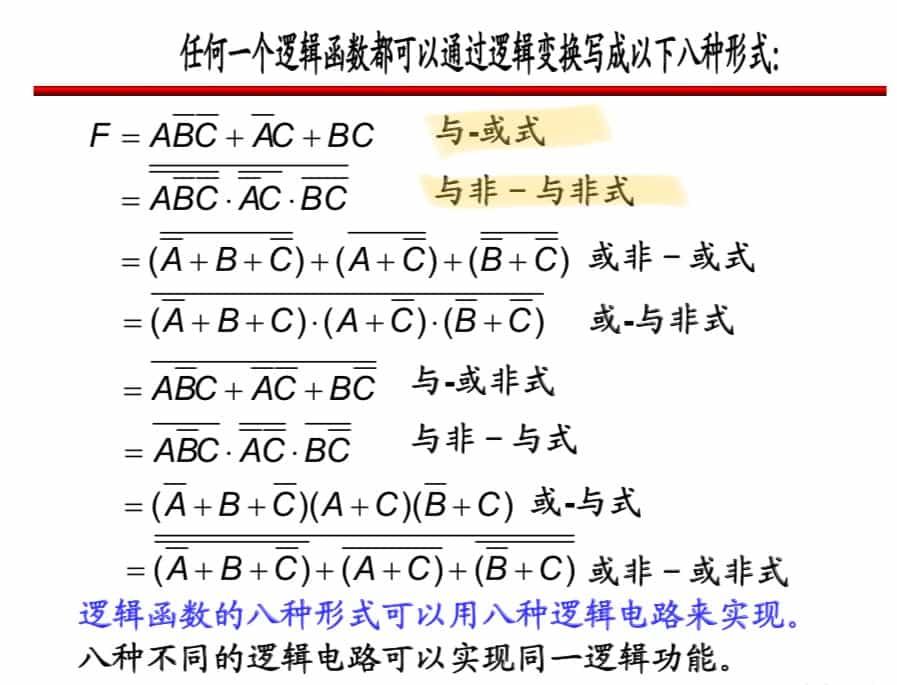 任何一个逻辑函数都可以通过逻辑变换写成以下八种形式:
$F = A\overline{B}\,\overline{C} + \overline{A}C + BC$ 与-或式
$= \overline{\overline{A\overline{B}\,\overline{C}} \cdot \overline{\overline{A}C} \cdot \overline{BC}}$ 与非－与非式
$= (\overline{\overline{A} + B + \overline{C}}) + (\overline{A + \overline{C}}) + (\overline{\overline{B} + \overline{C}})$ 或非－或式
$= \overline{(\overline{A} + B + C) \cdot (A + \overline{C}) \cdot (\overline{B} + \overline{C})}$ 或-与非式
$= \overline{A\overline{B}C + \overline{A}\,\overline{C} + B\overline{C}}$ 与-或非式
$= \overline{A\overline{B}C} \cdot \overline{\overline{A}\,\overline{C}} \cdot \overline{B\overline{C}}$ 与非－与式
$= (\overline{A} + B + \overline{C})(A + C)(\overline{B} + C)$ 或-与式
$= \overline{\overline{(\overline{A} + B + \overline{C})} + \overline{(A + C)} + \overline{(\overline{B} + C)}}$ 或非－或非式
逻辑函数的八种形式可以用八种逻辑电路来实现。
八种不同的逻辑电路可以实现同一逻辑功能。